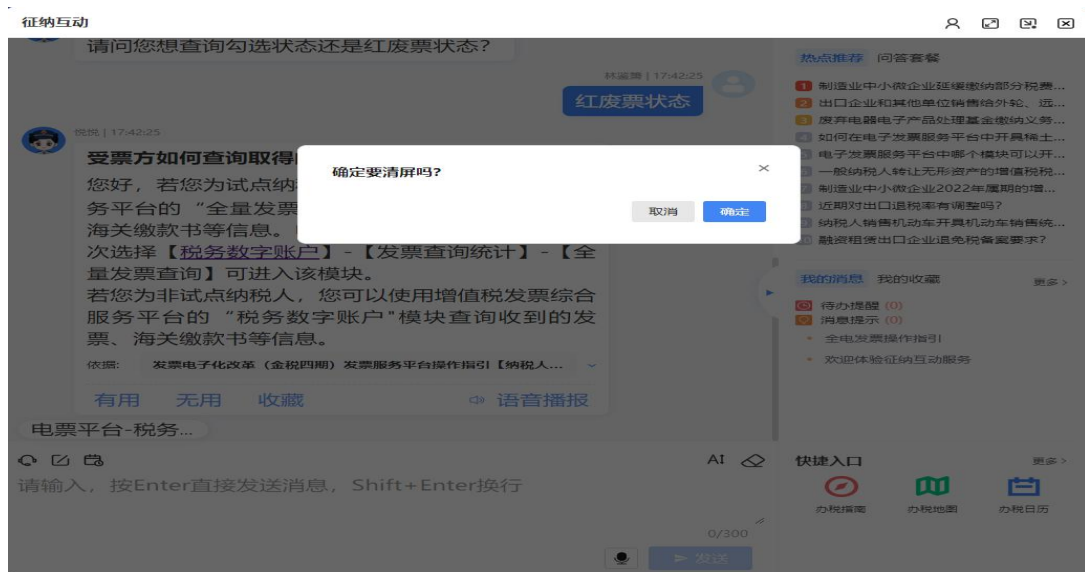 征纳互动
请问您想查询勾选状态还是红废票状态?
17:42:25
红废票状态
悦悦 | 17:42:25
受票方如何查询取得
您好，若您为试点纳
务平台的“全量发票
海关缴款书等信息。
次选择【税务数字账户】-【发票查询统计】-【全
量发票查询】可进入该模块。
若您为非试点纳税人，您可以使用增值税发票综合
服务平台的“税务数字账户"模块查询收到的发
票、海关缴款书等信息。
依据: 发票电子化改革（金税四期）发票服务平台操作指引【纳税人...
有用 无用 收藏 语音播报
电票平台-税务...
AI
请输入，按Enter直接发送消息，Shift+Enter换行
0/300
发送
确定要清屏吗?
取消 确定
热点推荐 问答套餐
1 制造业中小微企业延缓缴纳部分税费...
2 出口企业和其他单位销售给外轮、远...
3 废弃电器电子产品处理基金缴纳义务...
4 如何在电子发票服务平台中开具稀土...
电子发票服务平台中哪个模块可以开...
一般纳税人转让无形资产的增值税税...
制造业中小微企业2022年属期的增...
近期对出口退税率有调整吗?
纳税人销售机动车开具机动车销售统...
融资租赁出口企业退免税备案要求?
我的消息 我的收藏 更多>
待办提醒 (0)
消息提示 (0)
全电发票操作指引
欢迎体验征纳互动服务
快捷入口 更多>
办税指南 办税地图 办税日历